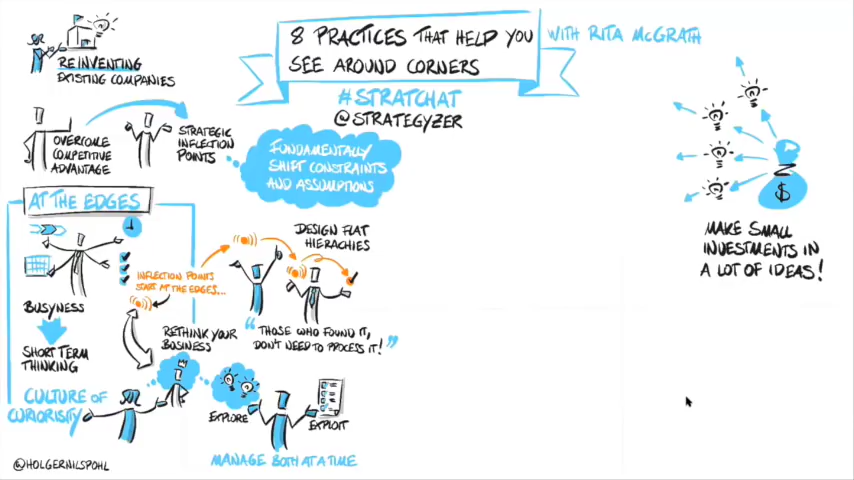 8 PRACTICES THAT HELP YOU
SEE AROUND CORNERS
WITH RITA McGRATH
#STRATCHAT
@STRATEGYZER
REINVENTING
EXISTING COMPANIES
OVERCOME
COMPETITIVE
ADVANTAGE
STRATEGIC
INFLECTION
POINTS
FUNDAMENTALLY
SHIFT CONSTRAINTS
AND ASSUMPTIONS
AT THE EDGES
BUSYNESS
SHORT TERM
THINKING
INFLECTION POINTS
START AT THE EDGES...
DESIGN FLAT
HIERACHIES
"THOSE WHO FOUND IT,
DON'T NEED TO PROCESS IT!"
RETHINK YOUR
BUSINESS
CULTURE OF
CURIORISITY
EXPLORE
EXPLOIT
MANAGE BOTH AT A TIME
$
MAKE SMALL
INVESTMENTS IN
A LOT OF IDEAS!
@HOLGERNILSPOHL